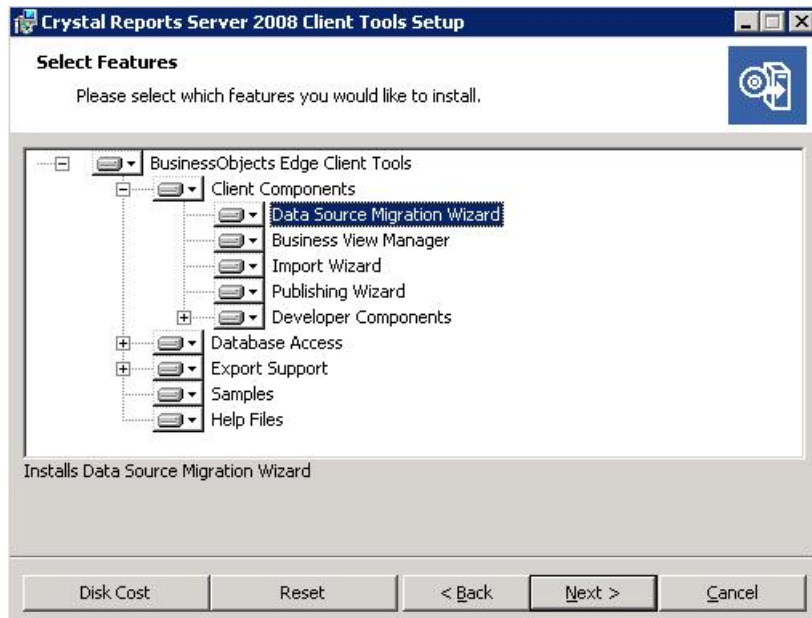 Crystal Reports Server 2008 Client Tools Setup
Select Features
Please select which features you would like to install.
BusinessObjects Edge Client Tools
Client Components
Data Source Migration Wizard
Business View Manager
Import Wizard
Publishing Wizard
Developer Components
Database Access
Export Support
Samples
Help Files
Installs Data Source Migration Wizard
Disk Cost Reset < Back Next > Cancel